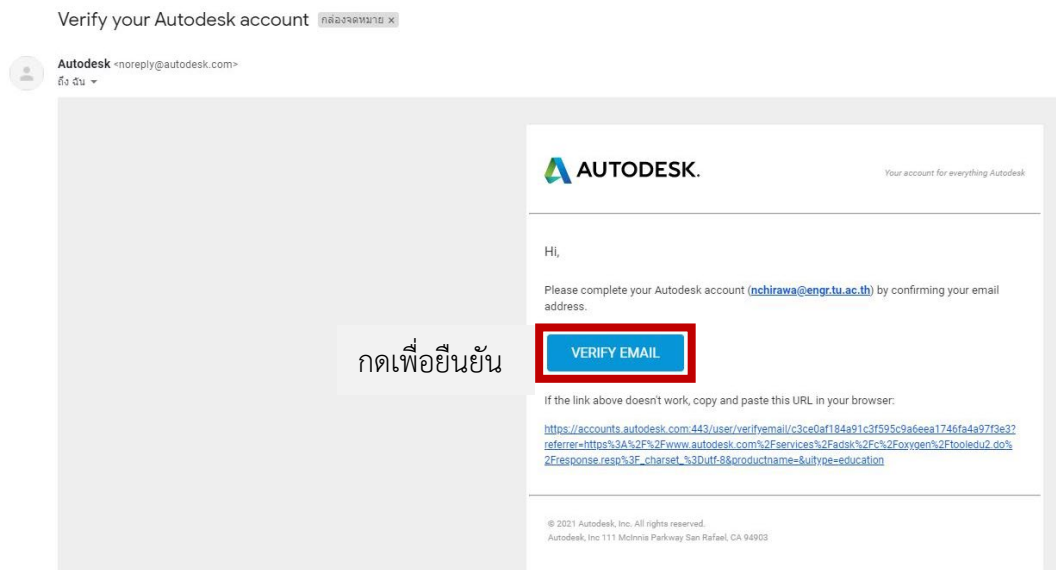 Verify your Autodesk account กล่องจดหมาย x
Autodesk <noreply@autodesk.com>
ถึง ฉัน
AUTODESK.
Your account for everything Autodesk
Hi,
Please complete your Autodesk account (nchirawa@engr.tu.ac.th) by confirming your email
address.
กดเพื่อยืนยัน
VERIFY EMAIL
If the link above doesn't work, copy and paste this URL in your browser:
https://accounts.autodesk.com:443/user/verifyemail/c3ce0af184a91c3f595c9a6eea1746fa4a97f3e3?
referrer=https%3A%2F%2Fwww.autodesk.com%2Fservices%2Fadsk%2Fc%2Foxygen%2Ftooledu2.do%
2Fresponse.resp%3F_charset_%3Dutf-8&productname=&uitype=education
© 2021 Autodesk, Inc. All rights reserved.
Autodesk, Inc 111 McInnis Parkway San Rafael, CA 94903